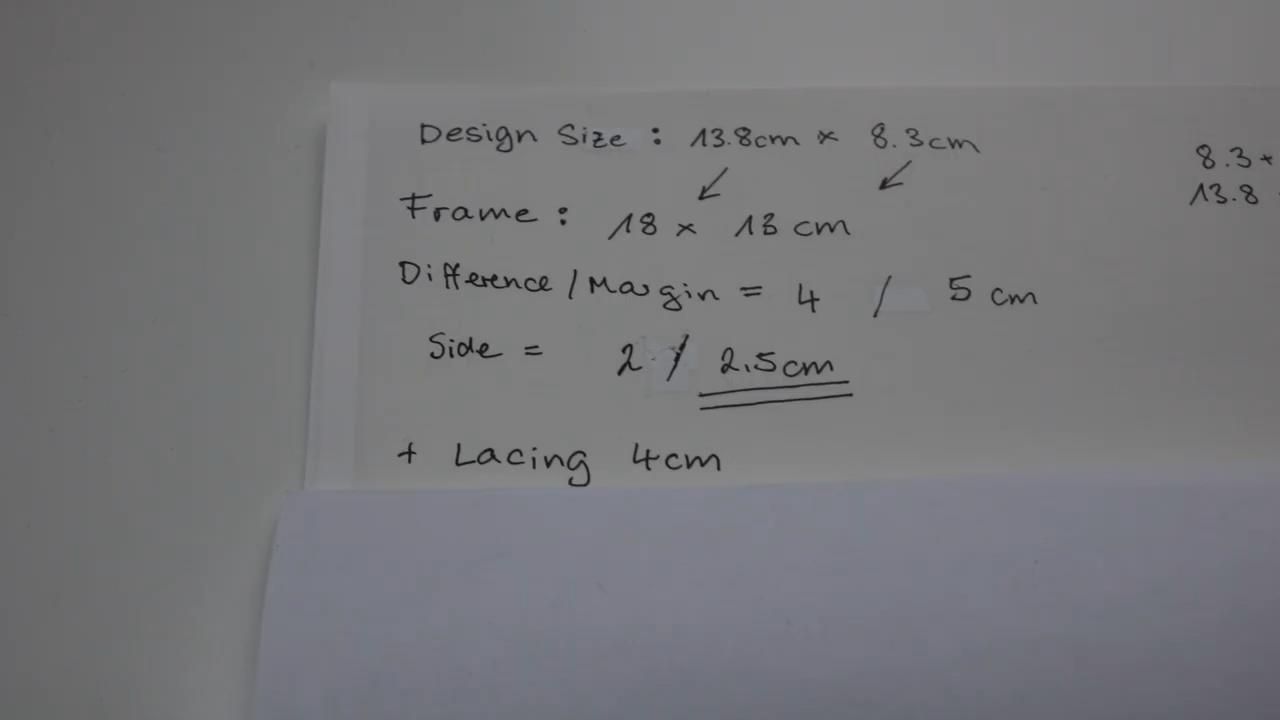 Design Size : 13.8cm × 8.3cm
Frame : 18 × 13 cm
Difference / Margin = 4 / 5 cm
Side = 2 / 2.5cm
+ Lacing 4cm
8.3 +
13.8